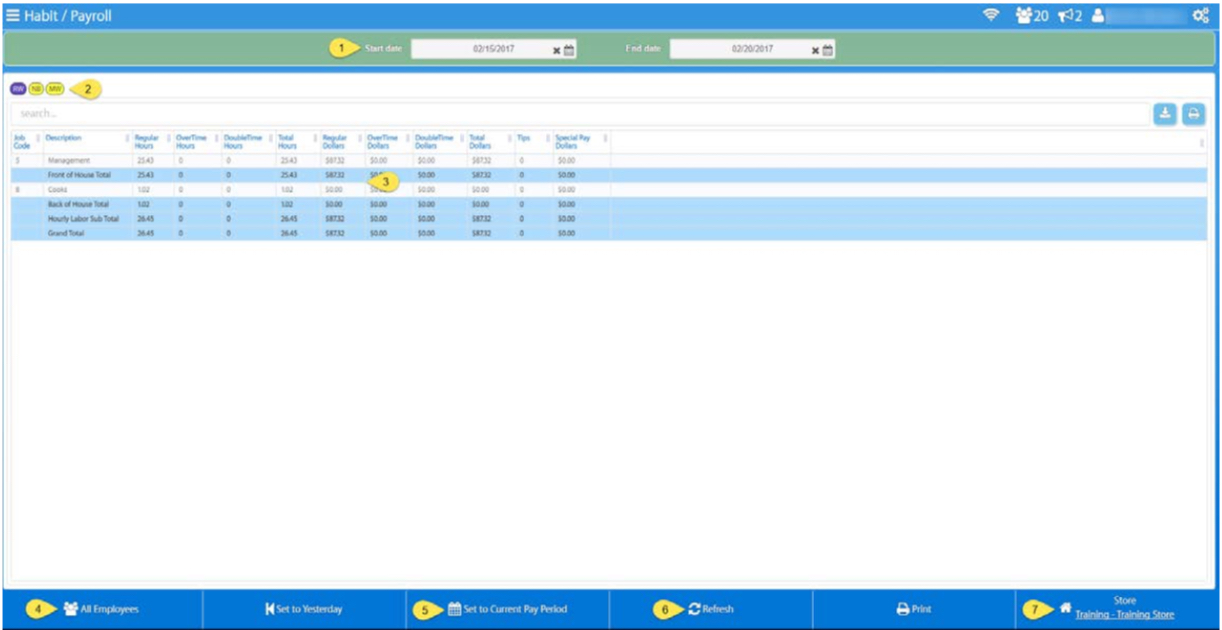 Habit / Payroll 20 2
1 Start date 02/15/2017 End date 02/20/2017
RW NB MW 2
search...
Job Code Description Regular Hours OverTime Hours DoubleTime Hours Total Hours Regular Dollars OverTime Dollars DoubleTime Dollars Total Dollars Tips Special Pay Dollars
5 Management 25.43 0 0 25.43 $87.32 $0.00 $0.00 $87.32 0 $0.00
Front of House Total 25.43 0 0 25.43 $87.32 3 $0.00 $87.32 0 $0.00
8 Cooks 1.02 0 0 1.02 $0.00 $0.00 $0.00 0 $0.00
Back of House Total 1.02 0 0 1.02 $0.00 $0.00 $0.00 $0.00 0 $0.00
Hourly Labor Sub Total 26.45 0 0 26.45 $87.32 $0.00 $0.00 $87.32 0 $0.00
Grand Total 26.45 0 0 26.45 $87.32 $0.00 $0.00 $87.32 0 $0.00
4 All Employees Set to Yesterday 5 Set to Current Pay Period 6 Refresh Print 7 Store
Training - Training Store